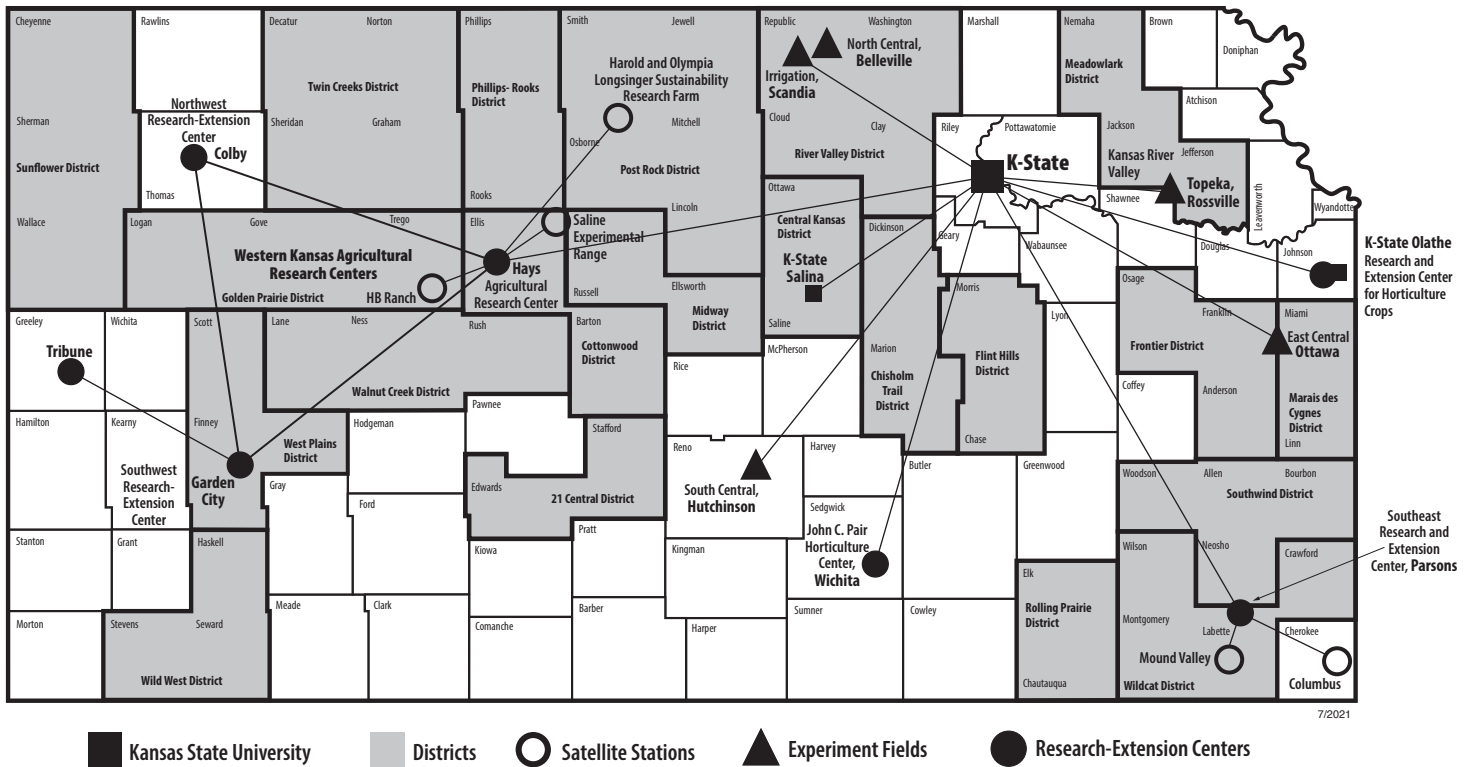 Cheyenne
Rawlins
Decatur
Norton
Phillips
Smith
Jewell
Republic
Washington
Marshall
Nemaha
Brown
Doniphan
North Central,
Belleville
Irrigation,
Scandia
Harold and Olympia
Longsinger Sustainability
Research Farm
Twin Creeks District
Phillips- Rooks
District
Meadowlark
District
Northwest
Research-Extension
Center
Colby
Sherman
Sheridan
Graham
Osborne
Mitchell
Cloud
Clay
Riley
Pottawatomie
Jackson
Atchison
Sunflower District
Post Rock District
River Valley District
K-State
Kansas River
Valley
Jefferson
Topeka,
Rossville
Leavenworth
Wyandotte
Thomas
Rooks
Ottawa
Shawnee
Wallace
Logan
Gove
Trego
Ellis
Lincoln
Saline
Experimental
Range
Central Kansas
District
K-State
Salina
Dickinson
Geary
Wabaunsee
Douglas
Johnson
K-State Olathe
Research and
Extension Center
for Horticulture
Crops
Western Kansas Agricultural
Research Centers
HB Ranch
Hays
Agricultural
Research Center
Golden Prairie District
Russell
Ellsworth
Midway
District
Saline
Morris
Osage
Franklin
Miami
Greeley
Wichita
Scott
Lane
Ness
Rush
Barton
Cottonwood
District
Lyon
East Central
Ottawa
Tribune
Walnut Creek District
Rice
McPherson
Marion
Chisholm
Trail
District
Flint Hills
District
Frontier District
Coffey
Anderson
Marais des
Cygnes
District
Linn
Hamilton
Kearny
Finney
Hodgeman
Pawnee
Stafford
West Plains
District
Reno
Harvey
Chase
Butler
Greenwood
Woodson
Allen
Bourbon
Southwind District
Southwest
Research-
Extension
Center
Garden
City
Gray
Ford
Edwards
21 Central District
South Central,
Hutchinson
Sedgwick
John C. Pair
Horticulture
Center,
Wichita
Southeast
Research and
Extension
Center, Parsons
Stanton
Grant
Haskell
Kiowa
Pratt
Kingman
Elk
Wilson
Neosho
Crawford
Morton
Stevens
Seward
Meade
Clark
Comanche
Barber
Harper
Sumner
Cowley
Rolling Prairie
District
Chautauqua
Montgomery
Labette
Cherokee
Mound Valley
Columbus
Wild West District
Wildcat District
7/2021
Kansas State University
Districts
Satellite Stations
Experiment Fields
Research-Extension Centers